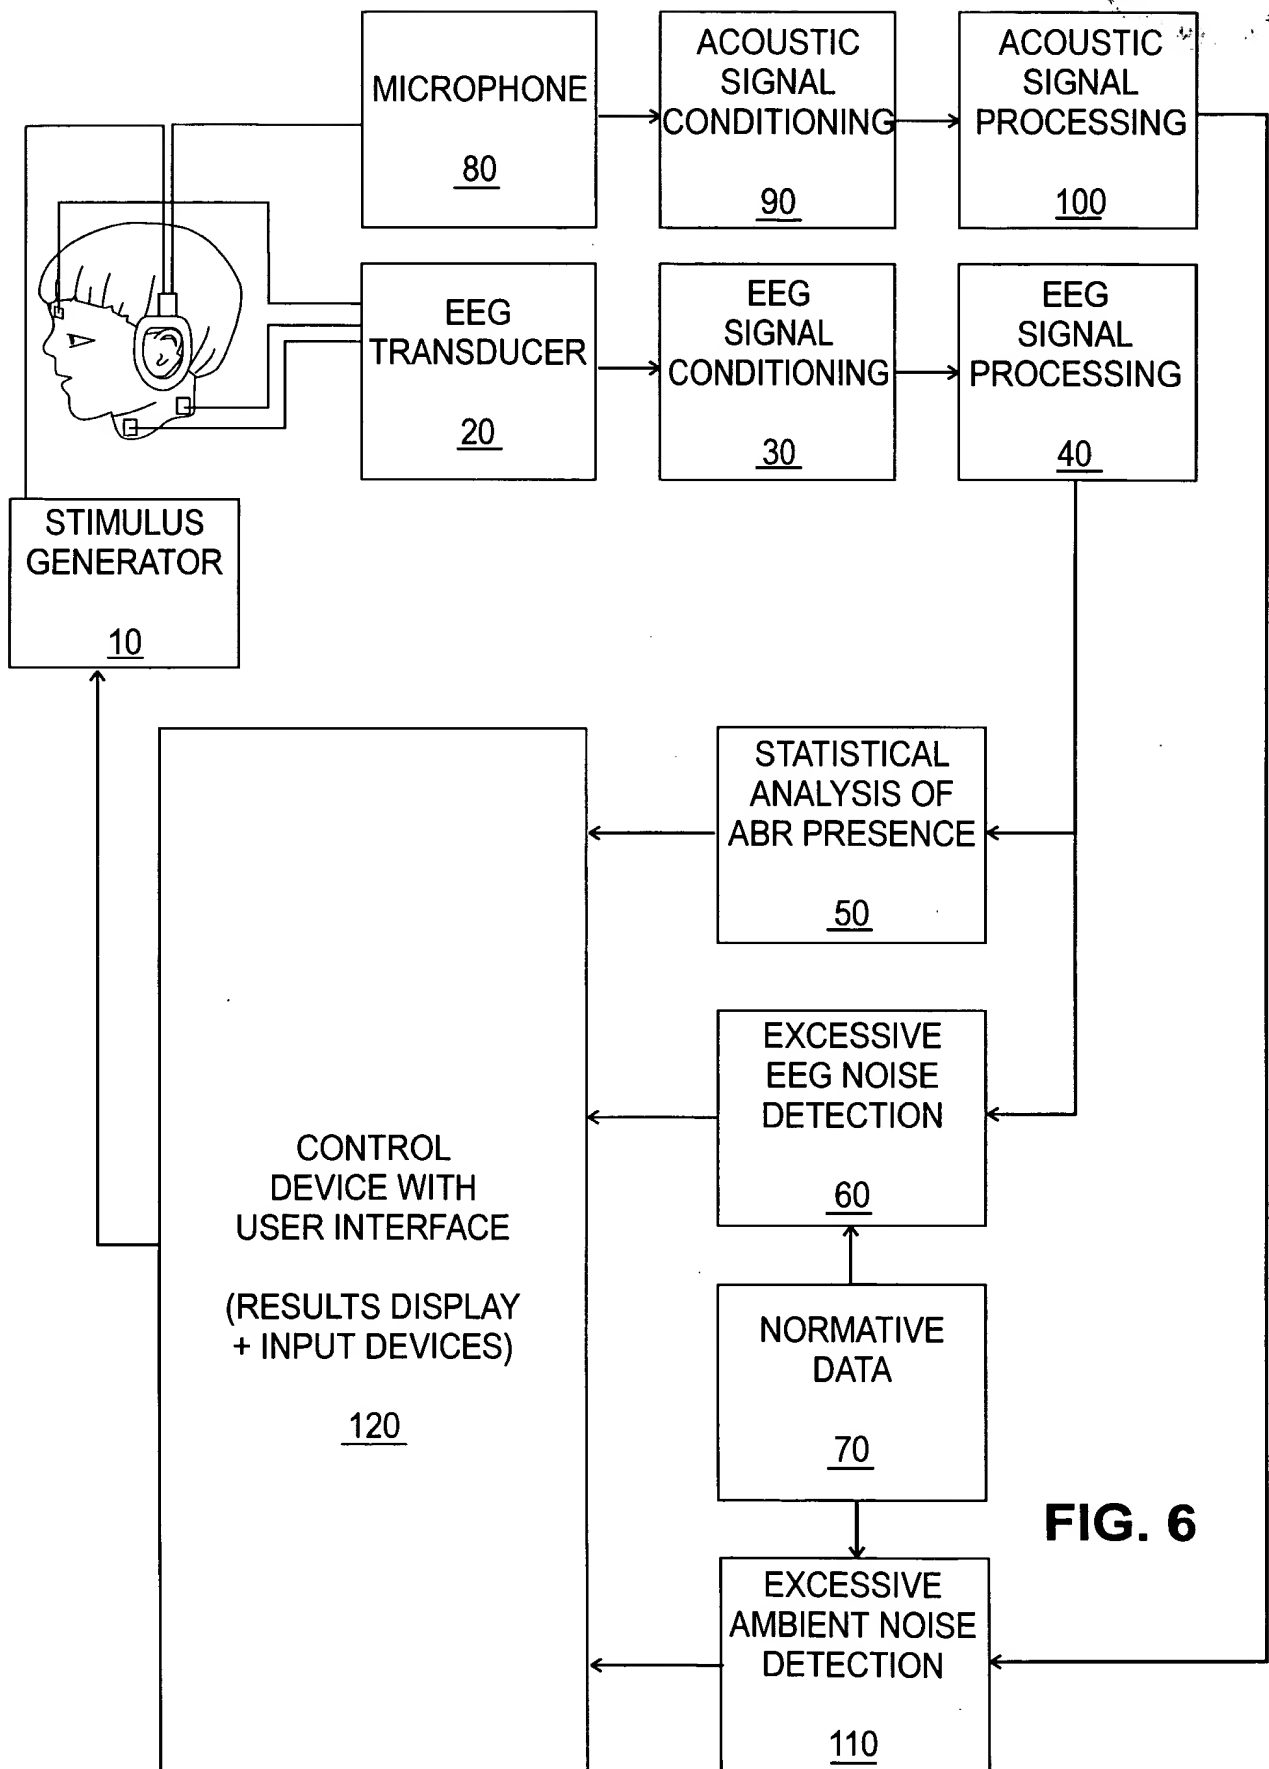 MICROPHONE
80
ACOUSTIC
SIGNAL
CONDITIONING
90
ACOUSTIC
SIGNAL
PROCESSING
100
EEG
TRANSDUCER
20
EEG
SIGNAL
CONDITIONING
30
EEG
SIGNAL
PROCESSING
40
STIMULUS
GENERATOR
10
STATISTICAL
ANALYSIS OF
ABR PRESENCE
50
EXCESSIVE
EEG NOISE
DETECTION
60
CONTROL
DEVICE WITH
USER INTERFACE
(RESULTS DISPLAY
+ INPUT DEVICES)
120
NORMATIVE
DATA
70
FIG. 6
EXCESSIVE
AMBIENT NOISE
DETECTION
110